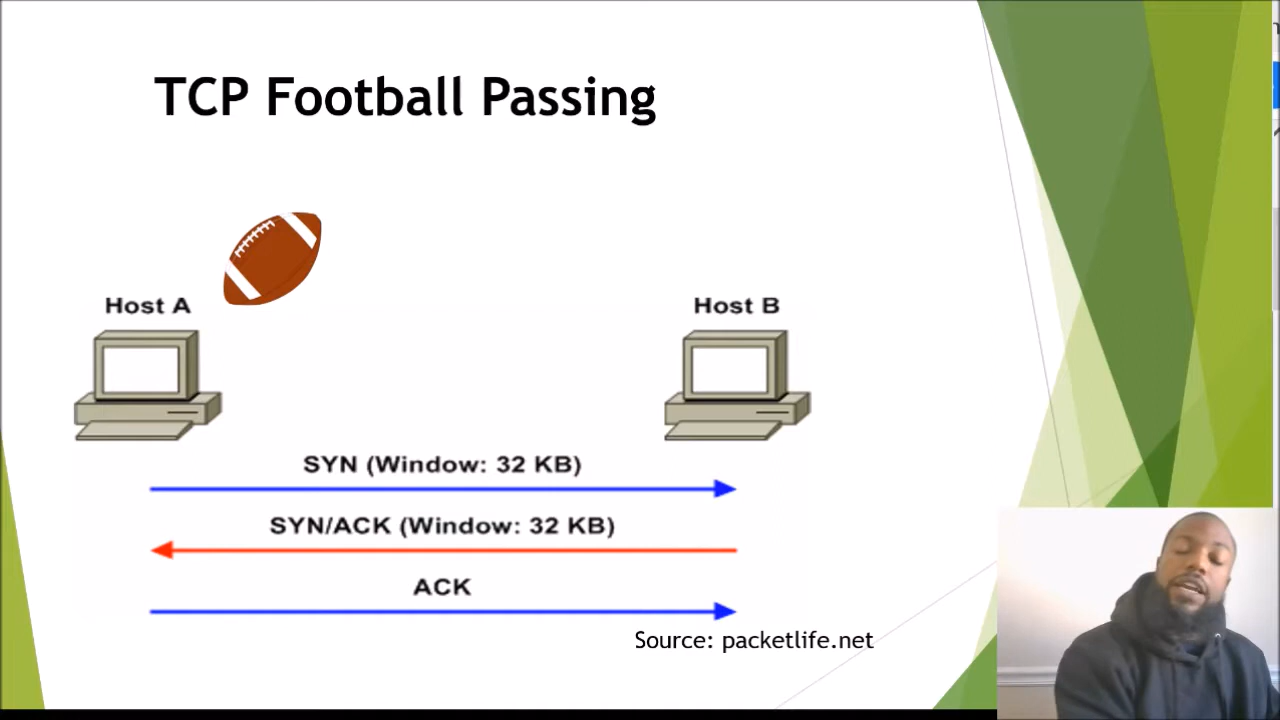 TCP Football Passing
Host A
Host B
SYN (Window: 32 KB)
SYN/ACK (Window: 32 KB)
ACK
Source: packetlife.net